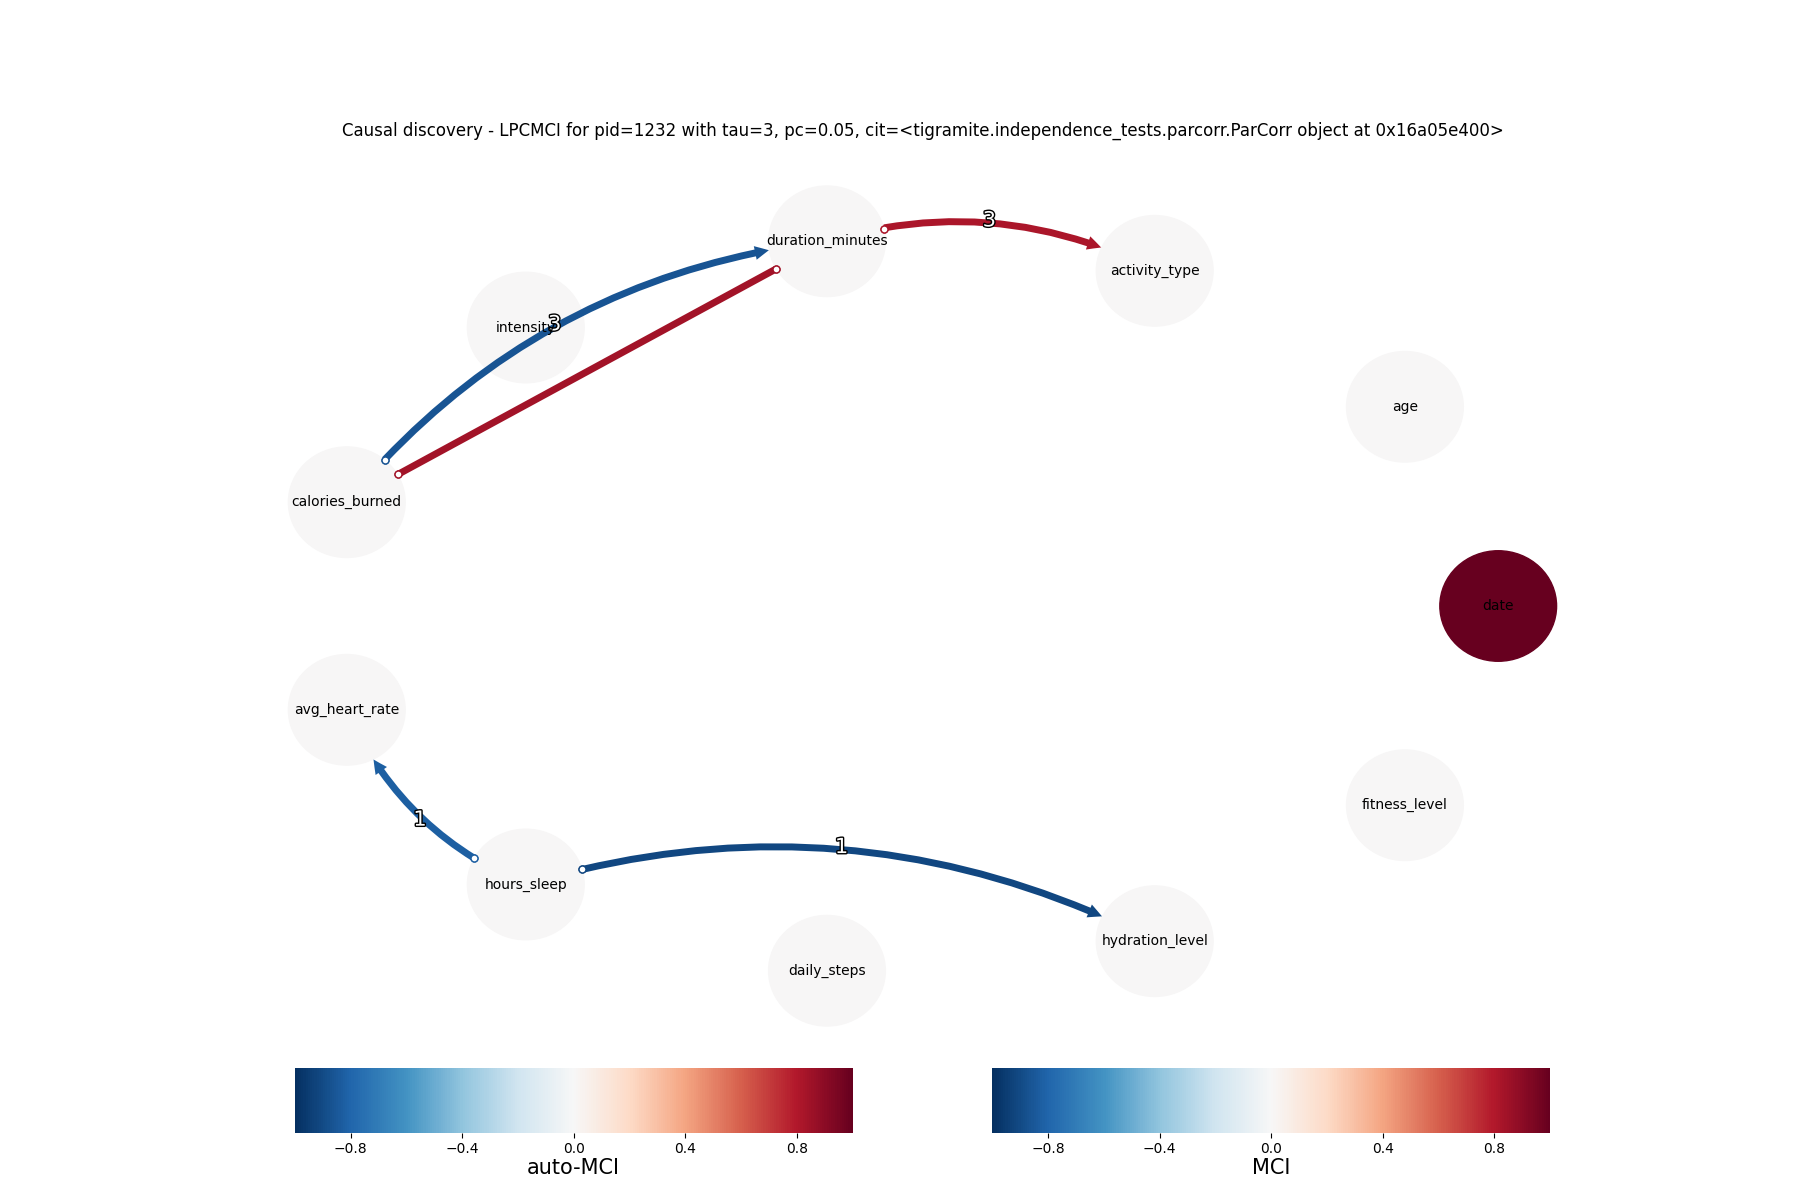 Causal discovery - LPCMCI for pid=1232 with tau=3, pc=0.05, cit=<tigramite.independence_tests.parcorr.ParCorr object at 0x16a05e400>
3
duration_minutes
activity_type
intensity
3
age
calories_burned
date
avg_heart_rate
fitness_level
1
1
hours_sleep
hydration_level
daily_steps
−0.8 −0.4 0.0 0.4 0.8
auto-MCI
−0.8 −0.4 0.0 0.4 0.8
MCI